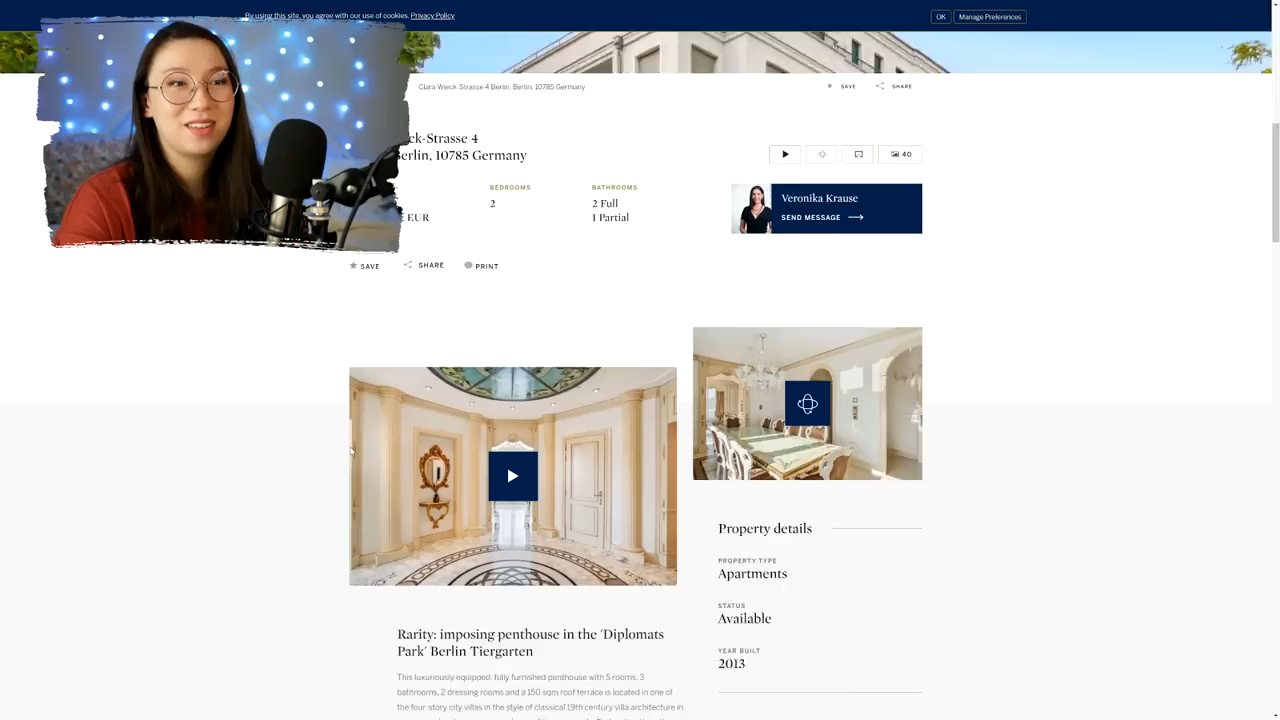 By using this site, you agree with our use of cookies. Privacy Policy
OK
Manage Preferences
Clara-Wieck-Strasse 4 Berlin, Berlin, 10785 Germany
SAVE
SHARE
ck-Strasse 4
Berlin, 10785 Germany
40
BEDROOMS
BATHROOMS
2
2 Full
EUR
1 Partial
Veronika Krause
SEND MESSAGE
SAVE
SHARE
PRINT
Property details
PROPERTY TYPE
Apartments
STATUS
Available
YEAR BUILT
2013
Rarity: imposing penthouse in the 'Diplomats
Park' Berlin Tiergarten
This luxuriously equipped, fully furnished penthouse with 5 rooms, 3
bathrooms, 2 dressing rooms and a 150 sqm roof terrace is located in one of
the four-story city villas in the style of classical 19th century villa architecture in